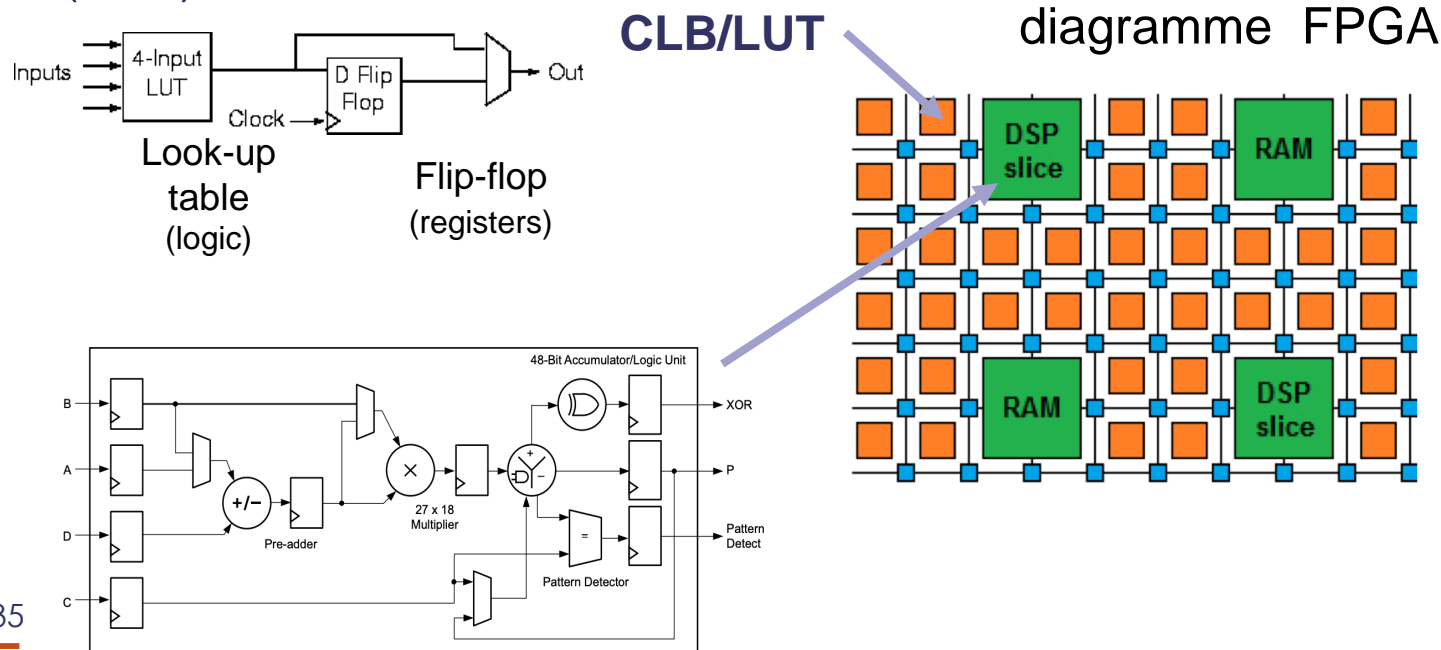 CLB/LUT
diagramme FPGA
Inputs
4-Input
LUT
Clock
D Flip
Flop
Out
Look-up
table
(logic)
Flip-flop
(registers)
DSP
slice
RAM
RAM
DSP
slice
48-Bit Accumulator/Logic Unit
B
A
D
C
+/−
Pre-adder
×
27 x 18
Multiplier
+
−
=
Pattern Detector
XOR
P
Pattern
Detect
35